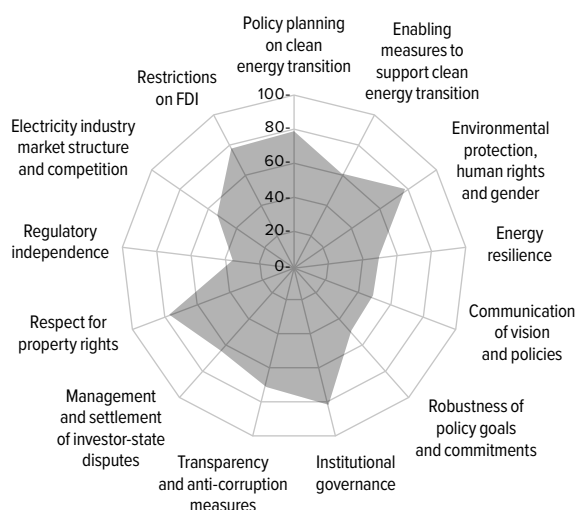 Policy planning
on clean
energy transition
Enabling
measures to
support clean
energy transition
Environmental
protection,
human rights
and gender
Energy
resilience
Communication
of vision
and policies
Robustness of
policy goals
and commitments
Institutional
governance
Transparency
and anti-corruption
measures
Management
and settlement
of investor-state
disputes
Respect for
property rights
Regulatory
independence
Electricity industry
market structure
and competition
Restrictions
on FDI
100-
80-
60-
40-
20-
0-